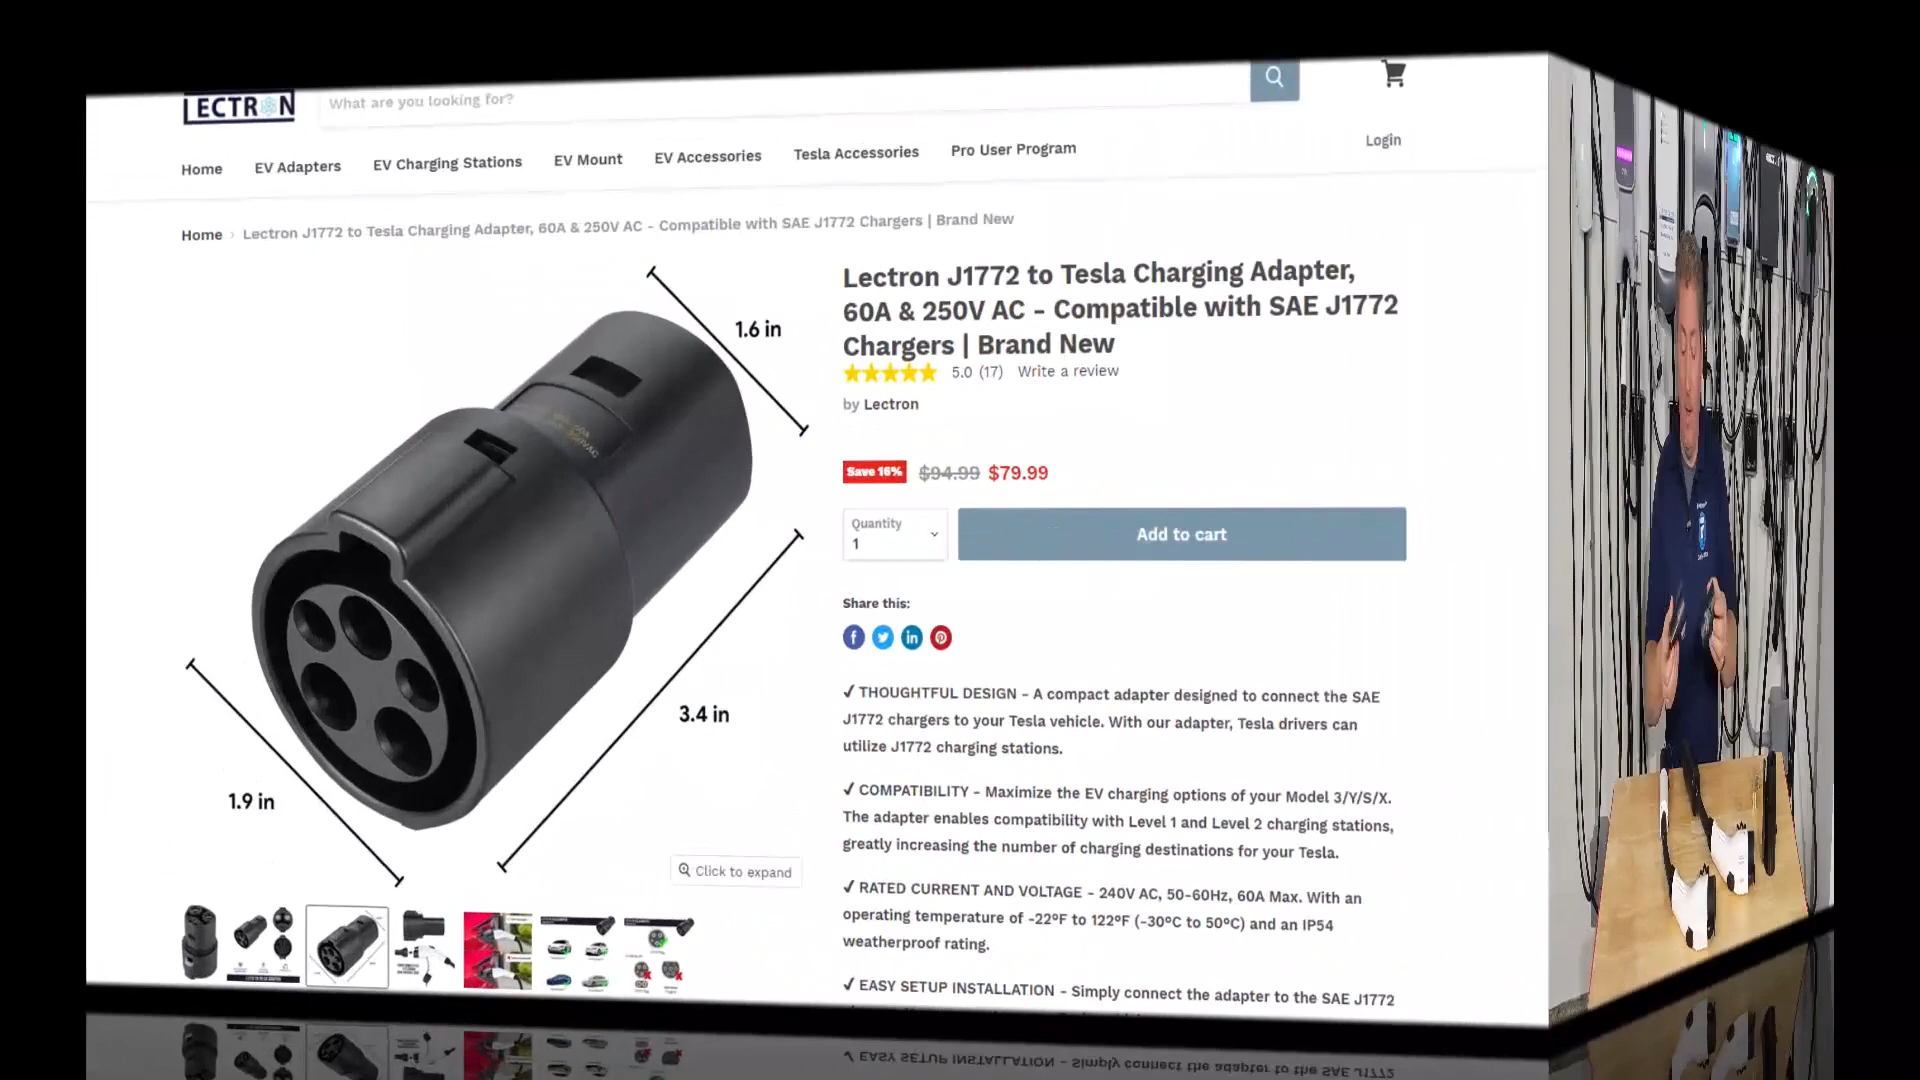 LECTRON
What are you looking for?
Home
EV Adapters
EV Charging Stations
EV Mount
EV Accessories
Tesla Accessories
Pro User Program
Login
Home › Lectron J1772 to Tesla Charging Adapter, 60A & 250V AC - Compatible with SAE J1772 Chargers | Brand New
1.6 in
3.4 in
1.9 in
Click to expand
Lectron J1772 to Tesla Charging Adapter,
60A & 250V AC - Compatible with SAE J1772
Chargers | Brand New
5.0 (17) Write a review
by Lectron
Save 16% $94.99 $79.99
Quantity
1
Add to cart
Share this:
✓ THOUGHTFUL DESIGN - A compact adapter designed to connect the SAE
J1772 chargers to your Tesla vehicle. With our adapter, Tesla drivers can
utilize J1772 charging stations.
✓ COMPATIBILITY - Maximize the EV charging options of your Model 3/Y/S/X.
The adapter enables compatibility with Level 1 and Level 2 charging stations,
greatly increasing the number of charging destinations for your Tesla.
✓ RATED CURRENT AND VOLTAGE - 240V AC, 50-60Hz, 60A Max. With an
operating temperature of -22°F to 122°F (-30°C to 50°C) and an IP54
weatherproof rating.
✓ EASY SETUP INSTALLATION - Simply connect the adapter to the SAE J1772